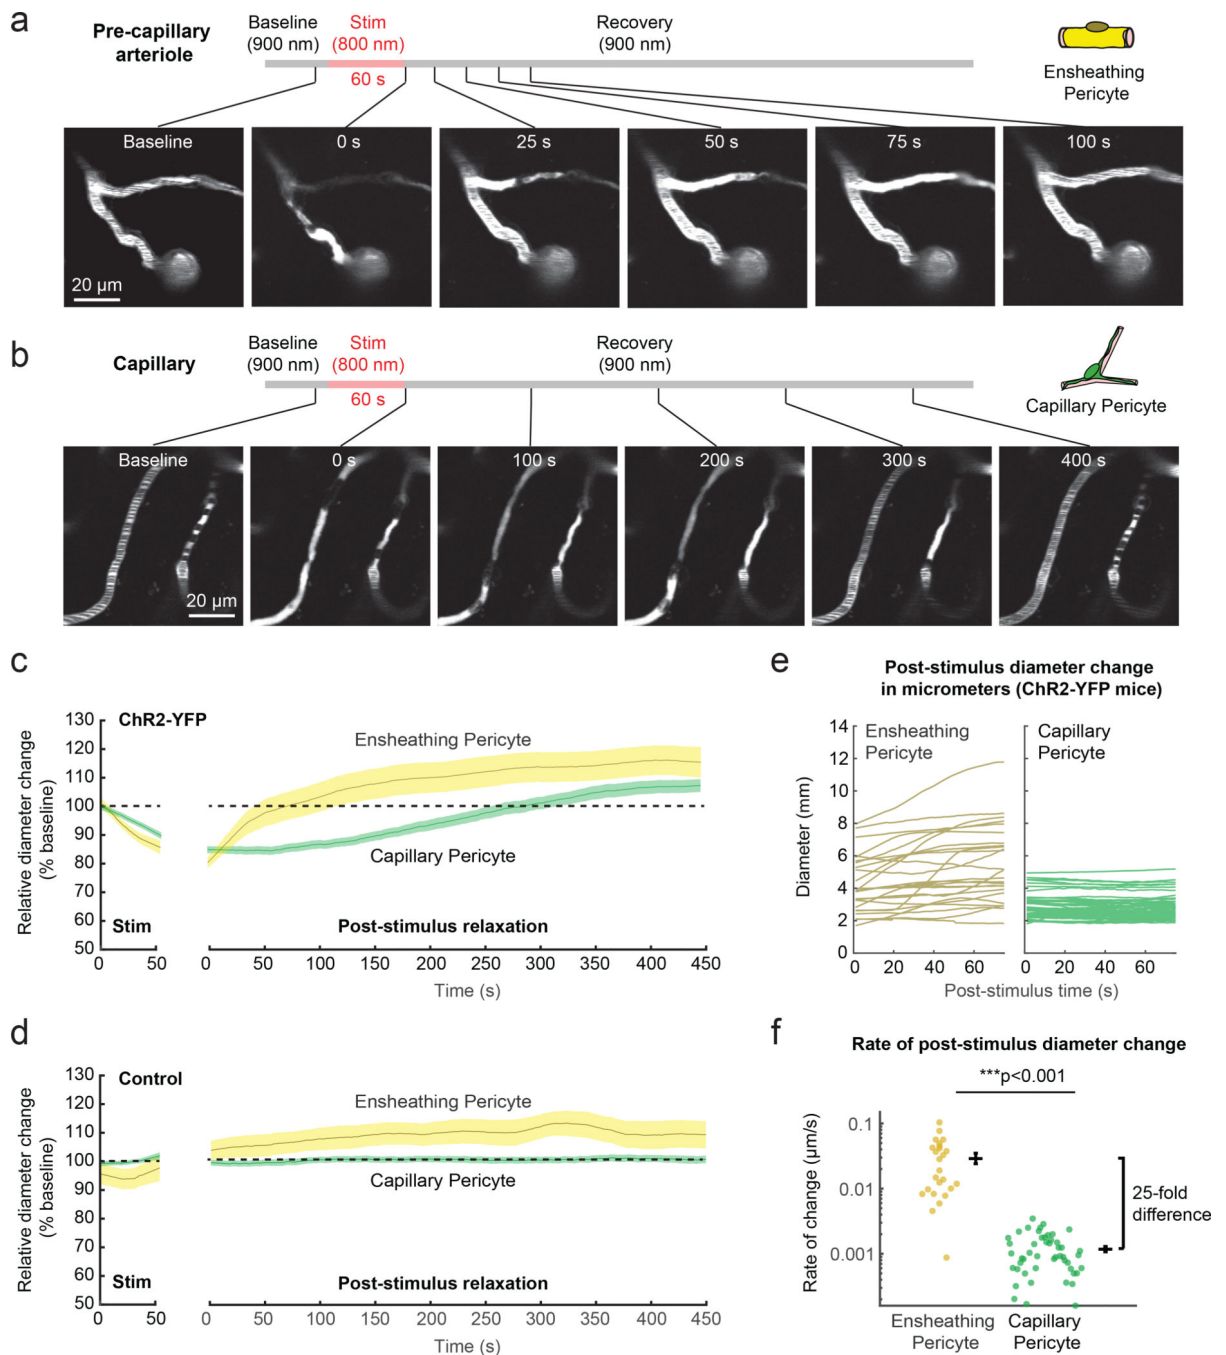 a
Pre-capillary
arteriole
Baseline
(900 nm)
Stim
(800 nm)
60 s
Recovery
(900 nm)
Ensheathing
Pericyte
Baseline
0 s
25 s
50 s
75 s
100 s
20 µm
b
Capillary
Baseline
(900 nm)
Stim
(800 nm)
60 s
Recovery
(900 nm)
Capillary Pericyte
Baseline
0 s
100 s
200 s
300 s
400 s
20 µm
c
ChR2-YFP
Ensheathing Pericyte
Capillary Pericyte
Stim
Post-stimulus relaxation
Relative diameter change
(% baseline)
130
120
110
100
90
80
70
60
50
0 50
0 50 100 150 200 250 300 350 400 450
Time (s)
d
Control
Ensheathing Pericyte
Capillary Pericyte
Stim
Post-stimulus relaxation
Relative diameter change
(% baseline)
130
120
110
100
90
80
70
60
50
0 50
0 50 100 150 200 250 300 350 400 450
Time (s)
e
Post-stimulus diameter change
in micrometers (ChR2-YFP mice)
Ensheathing
Pericyte
Capillary
Pericyte
Diameter (mm)
14
12
10
8
6
4
2
0
0 20 40 60
0 20 40 60
Post-stimulus time (s)
f
Rate of post-stimulus diameter change
***p<0.001
Rate of change (µm/s)
0.1
0.01
0.001
25-fold
difference
Ensheathing
Pericyte
Capillary
Pericyte